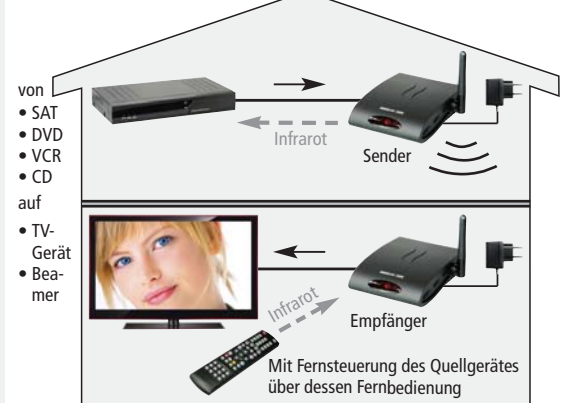 von
• SAT
• DVD
• VCR
• CD
auf
• TV-
Gerät
• Bea-
mer
Infrarot
Sender
Infrarot
Empfänger
Mit Fernsteuerung des Quellgerätes
über dessen Fernbedienung